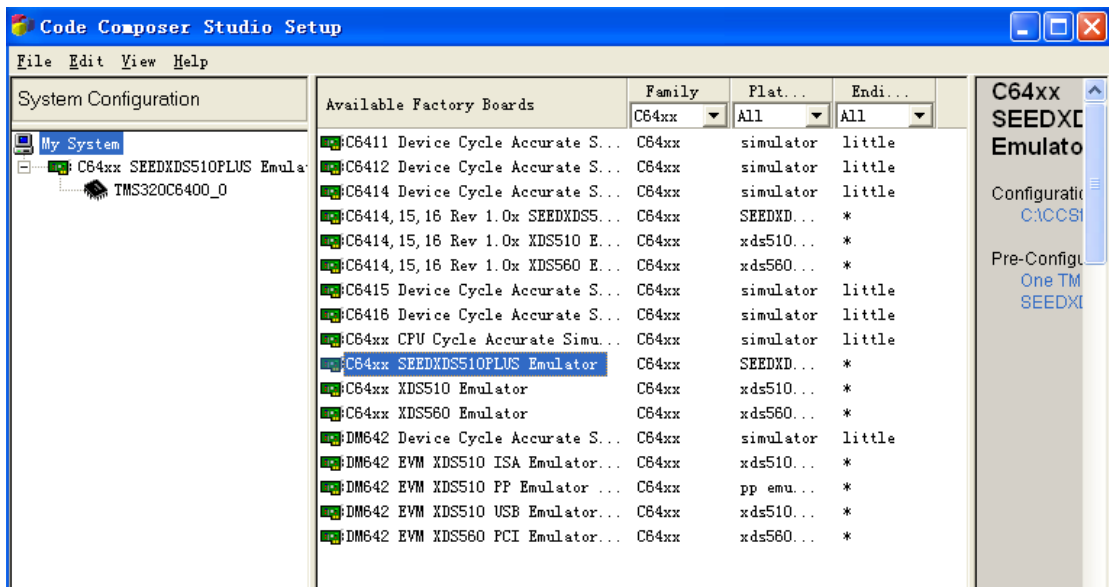 Code Composer Studio Setup
File Edit View Help
System Configuration
My System
C64xx SEEDXDS510PLUS Emula
TMS320C6400_0
Available Factory Boards Family Plat... Endi...
C64xx All All
C6411 Device Cycle Accurate S... C64xx simulator little
C6412 Device Cycle Accurate S... C64xx simulator little
C6414 Device Cycle Accurate S... C64xx simulator little
C6414,15,16 Rev 1.0x SEEDXDS5... C64xx SEEDXD... *
C6414,15,16 Rev 1.0x XDS510 E... C64xx xds510... *
C6414,15,16 Rev 1.0x XDS560 E... C64xx xds560... *
C6415 Device Cycle Accurate S... C64xx simulator little
C6416 Device Cycle Accurate S... C64xx simulator little
C64xx CPU Cycle Accurate Simu... C64xx simulator little
C64xx SEEDXDS510PLUS Emulator C64xx SEEDXD... *
C64xx XDS510 Emulator C64xx xds510... *
C64xx XDS560 Emulator C64xx xds560... *
DM642 Device Cycle Accurate S... C64xx simulator little
DM642 EVM XDS510 ISA Emulator... C64xx xds510... *
DM642 EVM XDS510 PP Emulator ... C64xx pp emu... *
DM642 EVM XDS510 USB Emulator... C64xx xds510... *
DM642 EVM XDS560 PCI Emulator... C64xx xds560... *
C64xx
SEEDXD
Emulato
Configuratio
C:\CCSt
Pre-Configu
One TM
SEEDXD